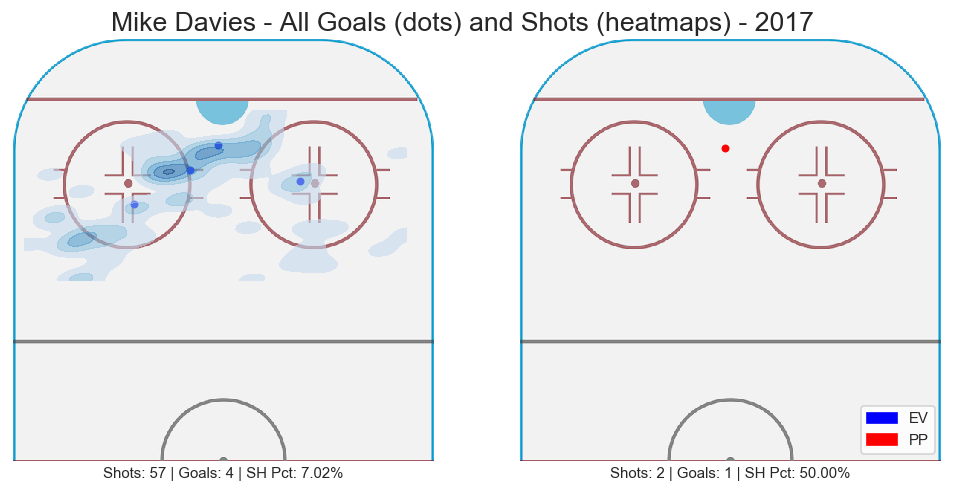 Mike Davies - All Goals (dots) and Shots (heatmaps) - 2017
EV
PP
Shots: 57 | Goals: 4 | SH Pct: 7.02%
Shots: 2 | Goals: 1 | SH Pct: 50.00%